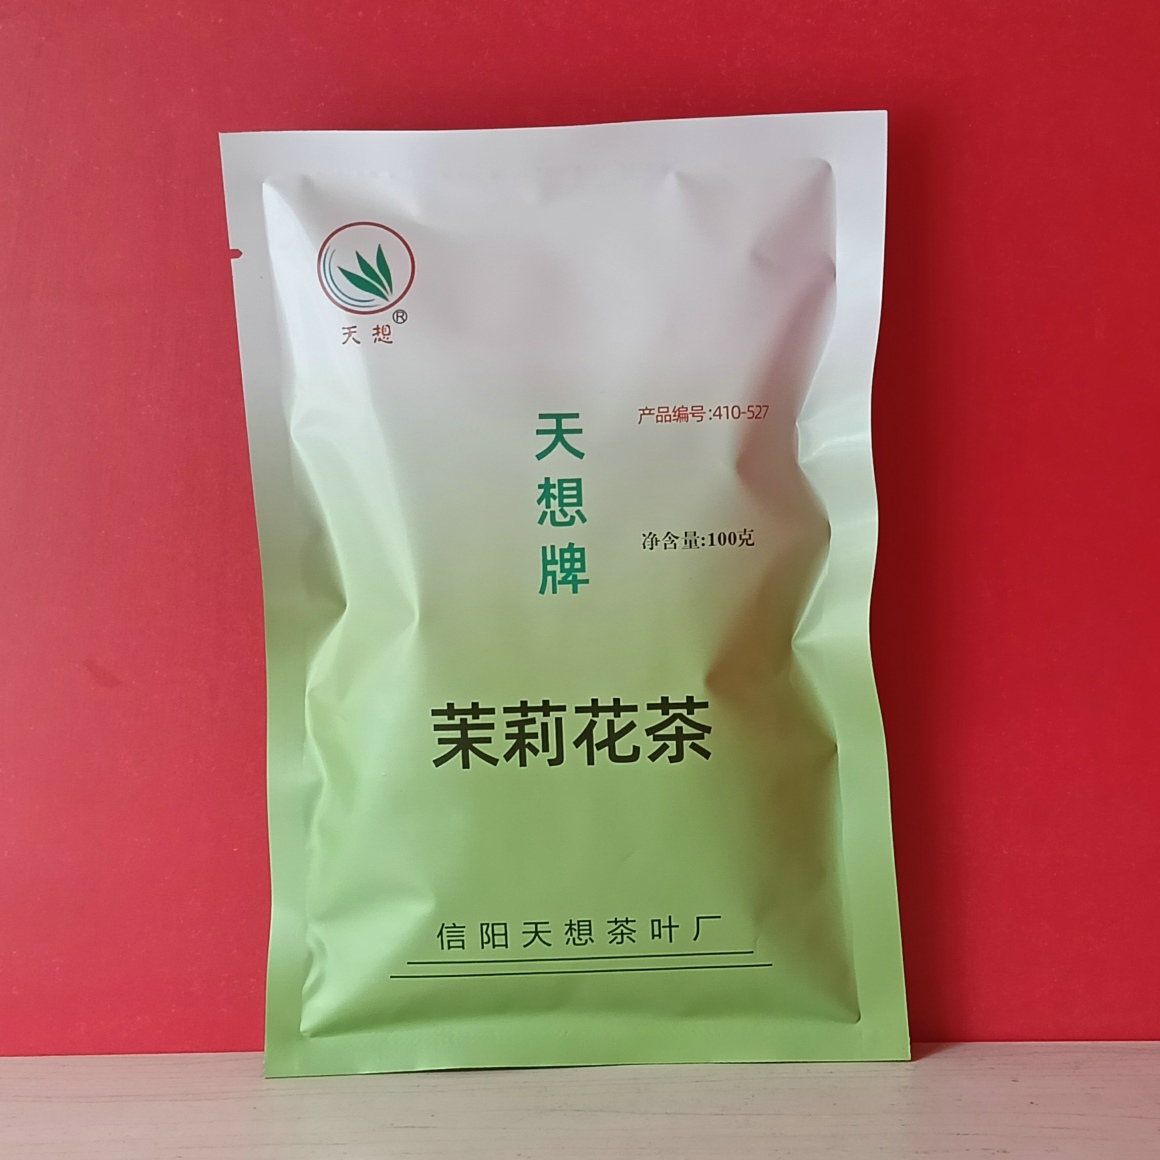 天想®
产品编号:410-527
天想牌
净含量:100克
茉莉花茶
信阳天想茶叶厂